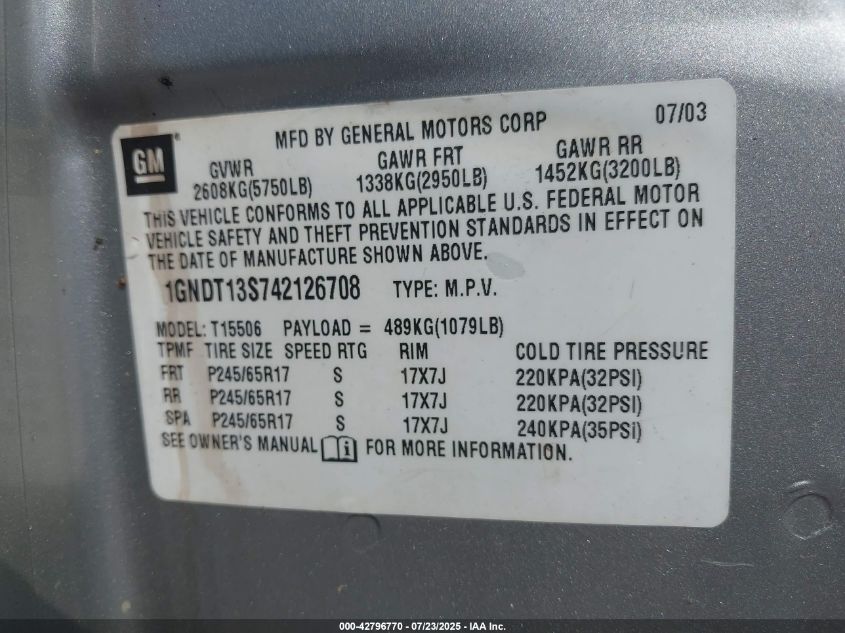 07/03
GM
MFD BY GENERAL MOTORS CORP
GVWR GAWR FRT GAWR RR
2608KG(5750LB) 1338KG(2950LB) 1452KG(3200LB)
THIS VEHICLE CONFORMS TO ALL APPLICABLE U.S. FEDERAL MOTOR
VEHICLE SAFETY AND THEFT PREVENTION STANDARDS IN EFFECT ON
THE DATE OF MANUFACTURE SHOWN ABOVE.
1GNDT13S742126708 TYPE: M.P.V.
MODEL: T15506 PAYLOAD = 489KG(1079LB)
TPMF TIRE SIZE SPEED RTG RIM COLD TIRE PRESSURE
FRT P245/65R17 S 17X7J 220KPA(32PSI)
RR P245/65R17 S 17X7J 220KPA(32PSI)
SPA P245/65R17 S 17X7J 240KPA(35PSI)
SEE OWNER'S MANUAL i FOR MORE INFORMATION.
000-42796770 - 07/23/2025 - IAA Inc.